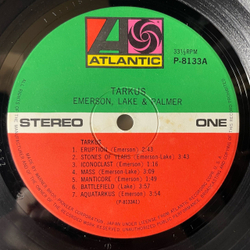 ATLANTIC
33⅓RPM
P-8133A
TARKUS
EMERSON, LAKE & PALMER
STEREO
ONE
TARKUS
1. ERUPTION (Emerson) 2:43
2. STONES OF YEARS (Emerson-Lake) 3:43
3. ICONOCLAST (Emerson) 1:16
4. MASS (Emerson-Lake) 3:09
5. MANTICORE (Emerson) 1:49
6. BATTLEFIELD (Lake) 3:57
7. AQUATARKUS (Emerson) 3:54